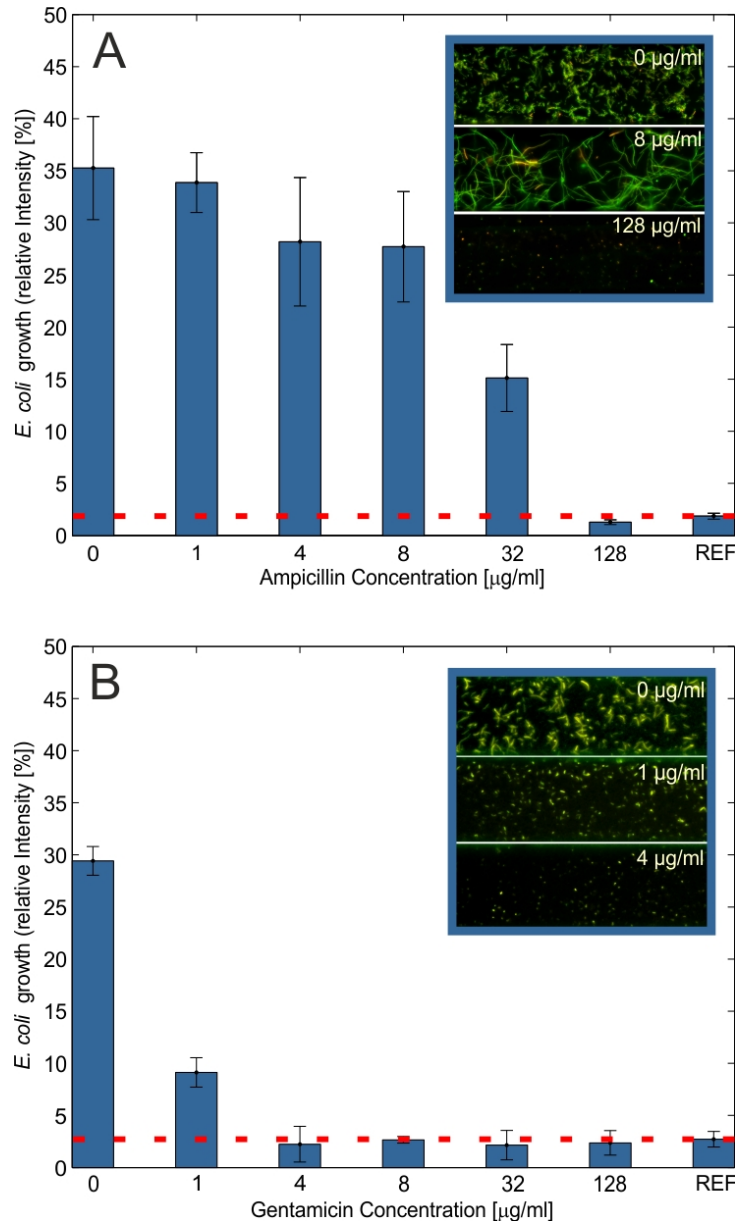 A
50
45
40
35
30
25
20
15
10
5
0
E. coli growth (relative Intensity [%])
0 µg/ml
8 µg/ml
128 µg/ml
0 1 4 8 32 128 REF
Ampicillin Concentration [µg/ml]
B
50
45
40
35
30
25
20
15
10
5
0
E. coli growth (relative Intensity [%])
0 µg/ml
1 µg/ml
4 µg/ml
0 1 4 8 32 128 REF
Gentamicin Concentration [µg/ml]